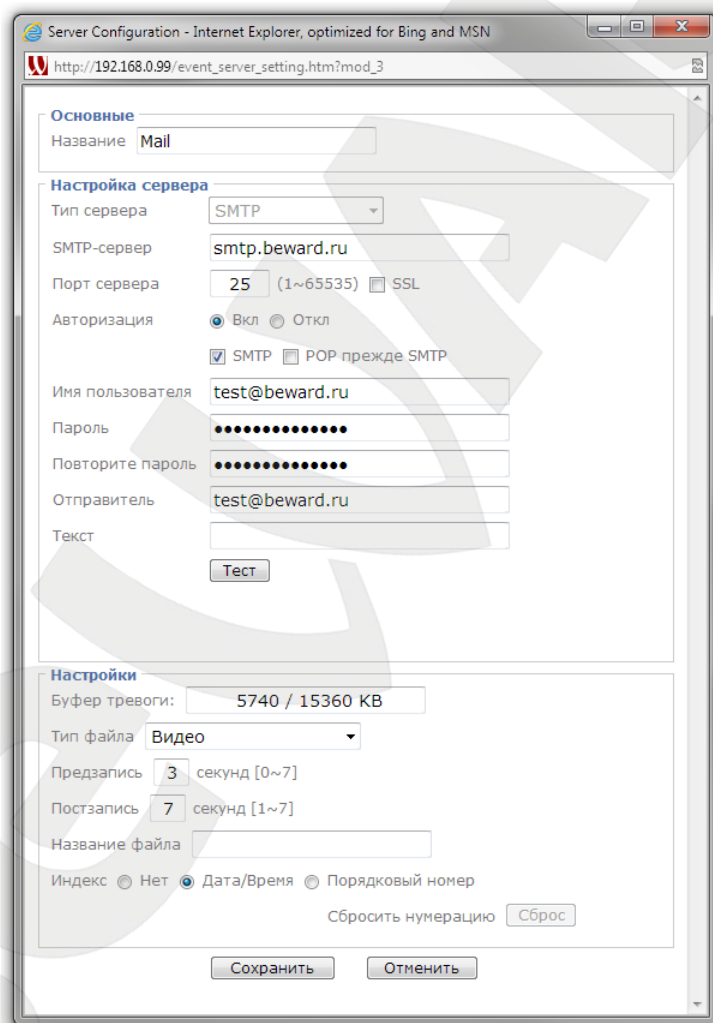 Server Configuration - Internet Explorer, optimized for Bing and MSN
http://192.168.0.99/event_server_setting.htm?mod_3
Основные
Название Mail
Настройка сервера
Тип сервера SMTP
SMTP-сервер smtp.beward.ru
Порт сервера 25 (1~65535) SSL
Авторизация Вкл Откл
SMTP POP прежде SMTP
Имя пользователя test@beward.ru
Пароль ••••••••••••••
Повторите пароль ••••••••••••••
Отправитель test@beward.ru
Текст
Тест
Настройки
Буфер тревоги: 5740 / 15360 KB
Тип файла Видео
Предзапись 3 секунд [0~7]
Постзапись 7 секунд [1~7]
Название файла
Индекс Нет Дата/Время Порядковый номер
Сбросить нумерацию Сброс
Сохранить Отменить